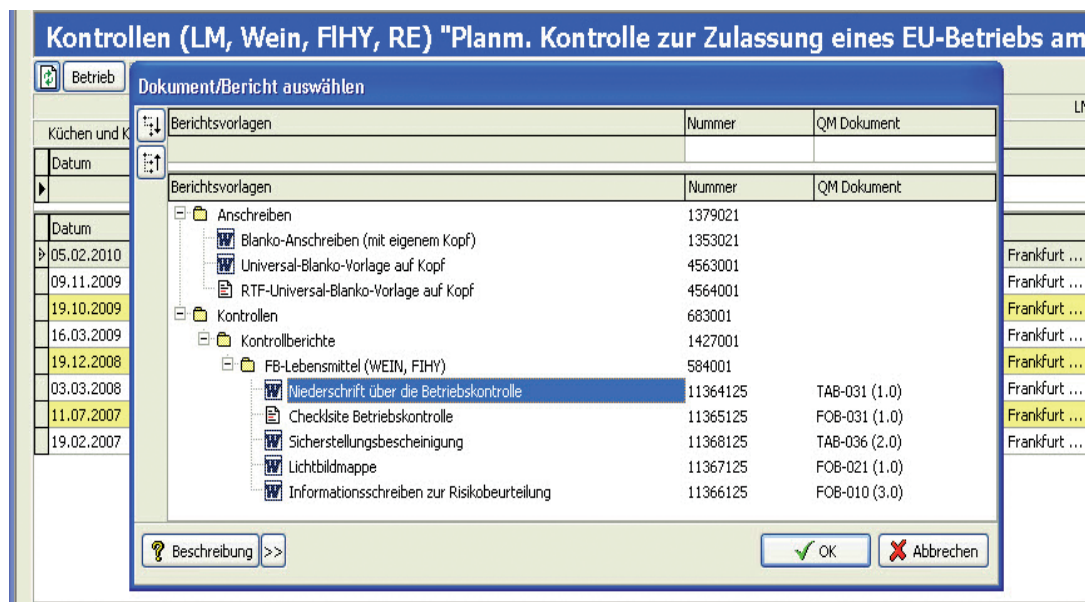 Kontrollen (LM, Wein, FIHY, RE) "Planm. Kontrolle zur Zulassung eines EU-Betriebs am
Betrieb
Dokument/Bericht auswählen
Küchen und K
Datum
Datum
05.02.2010
09.11.2009
19.10.2009
16.03.2009
19.12.2008
03.03.2008
11.07.2007
19.02.2007
Berichtsvorlagen Nummer QM Dokument
Berichtsvorlagen Nummer QM Dokument
Anschreiben 1379021
Blanko-Anschreiben (mit eigenem Kopf) 1353021
Universal-Blanko-Vorlage auf Kopf 4563001
RTF-Universal-Blanko-Vorlage auf Kopf 4564001
Kontrollen 683001
Kontrollberichte 1427001
FB-Lebensmittel (WEIN, FIHY) 584001
Niederschrift über die Betriebskontrolle 11364125 TAB-031 (1.0)
Checklsite Betriebskontrolle 11365125 FOB-031 (1.0)
Sicherstellungsbescheinigung 11368125 TAB-036 (2.0)
Lichtbildmappe 11367125 FOB-021 (1.0)
Informationsschreiben zur Risikobeurteilung 11366125 FOB-010 (3.0)
Beschreibung >> OK Abbrechen
Frankfurt ...
Frankfurt ...
Frankfurt ...
Frankfurt ...
Frankfurt ...
Frankfurt ...
Frankfurt ...
Frankfurt ...